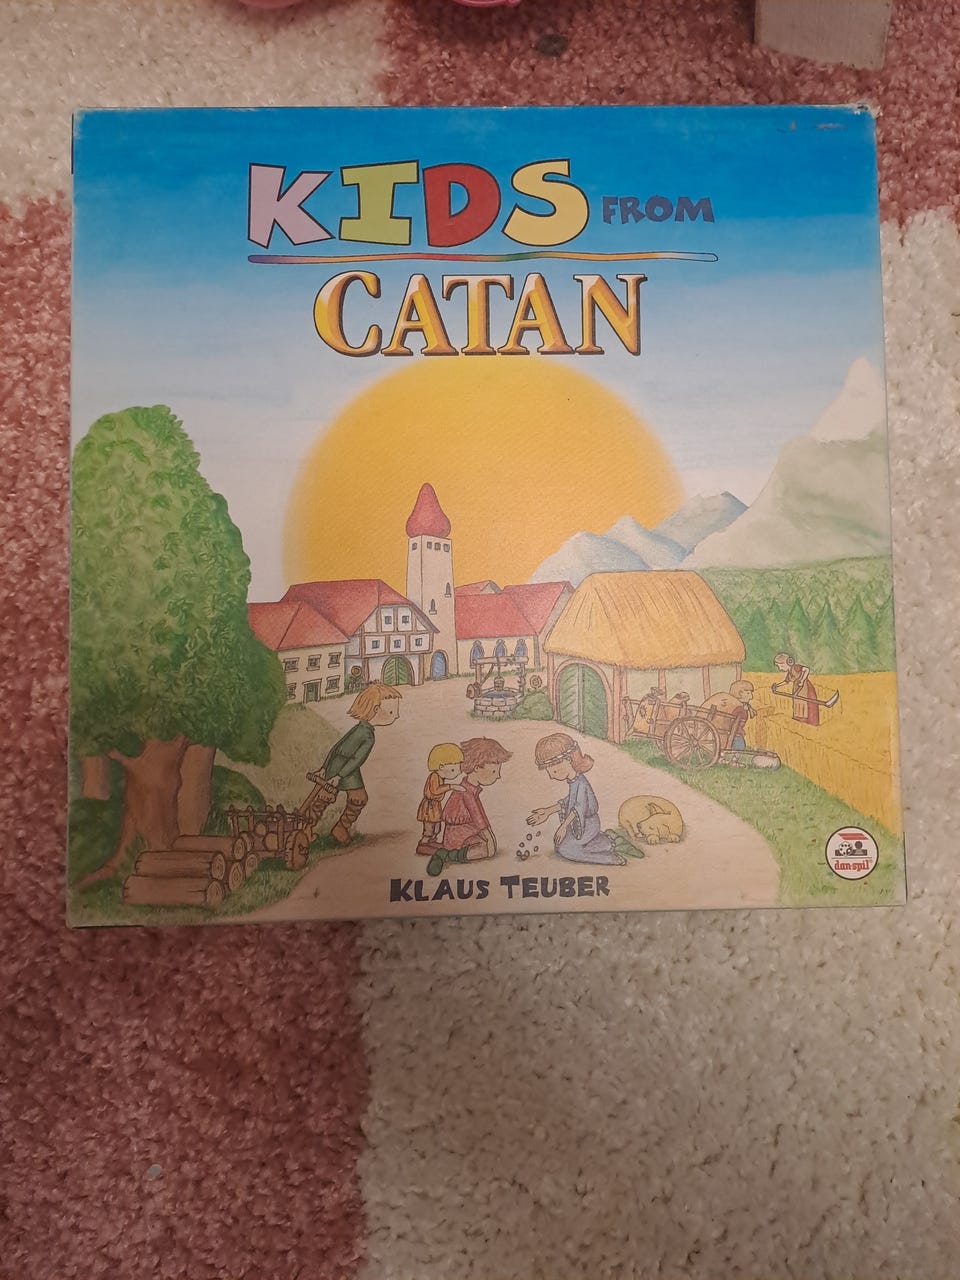 KIDS FROM
CATAN
KLAUS TEUBER
dan-spil